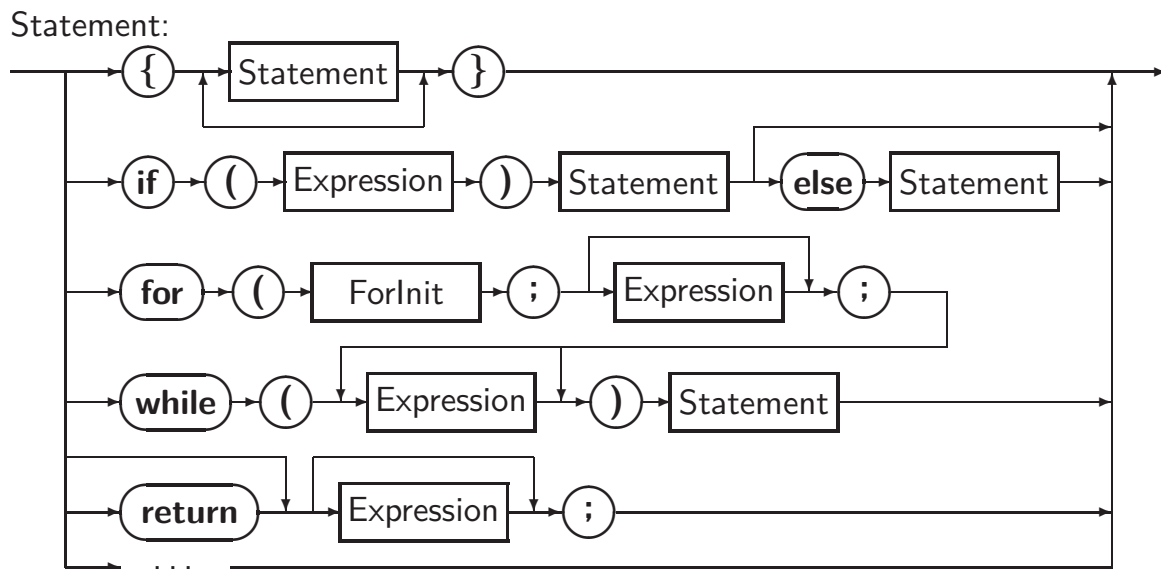 Statement:
{ Statement }
if ( Expression ) Statement else Statement
for ( ForInit ; Expression ;
while ( Expression ) Statement
return Expression ;